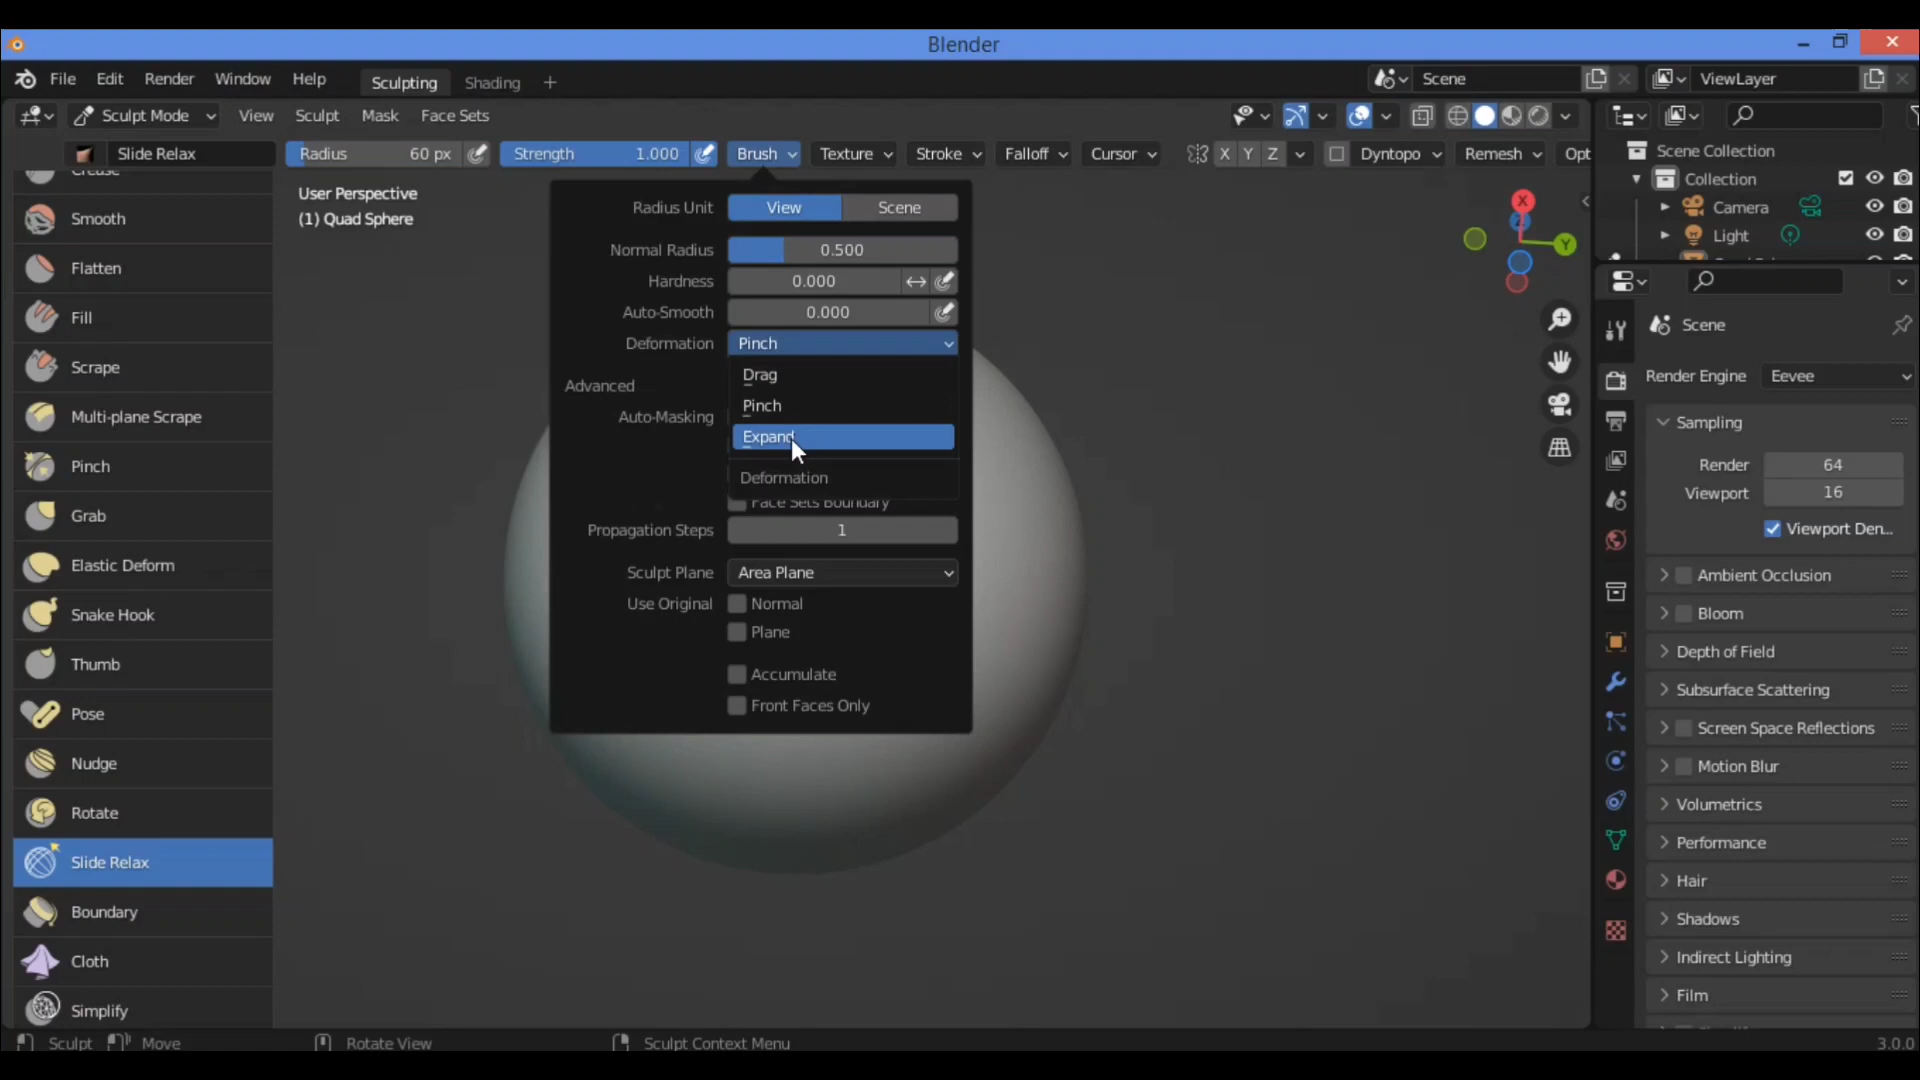 Blender
File Edit Render Window Help Sculpting Shading + Scene ViewLayer
Sculpt Mode View Sculpt Mask Face Sets
Slide Relax Radius 60 px Strength 1.000 Brush Texture Stroke Falloff Cursor X Y Z Dyntopo Remesh Opt
User Perspective
(1) Quad Sphere
Crease
Smooth
Flatten
Fill
Scrape
Multi-plane Scrape
Pinch
Grab
Elastic Deform
Snake Hook
Thumb
Pose
Nudge
Rotate
Slide Relax
Boundary
Cloth
Simplify
Radius Unit View Scene
Normal Radius 0.500
Hardness 0.000
Auto-Smooth 0.000
Deformation Pinch
Drag
Pinch
Expand
Deformation
Advanced
Auto-Masking
Face Sets Boundary
Propagation Steps 1
Sculpt Plane Area Plane
Use Original Normal
Plane
Accumulate
Front Faces Only
X
Y
Scene Collection
Collection
Camera
Light
Scene
Render Engine Eevee
Sampling
Render 64
Viewport 16
Viewport Den...
Ambient Occlusion
Bloom
Depth of Field
Subsurface Scattering
Screen Space Reflections
Motion Blur
Volumetrics
Performance
Hair
Shadows
Indirect Lighting
Film
Sculpt Move Rotate View Sculpt Context Menu 3.0.0